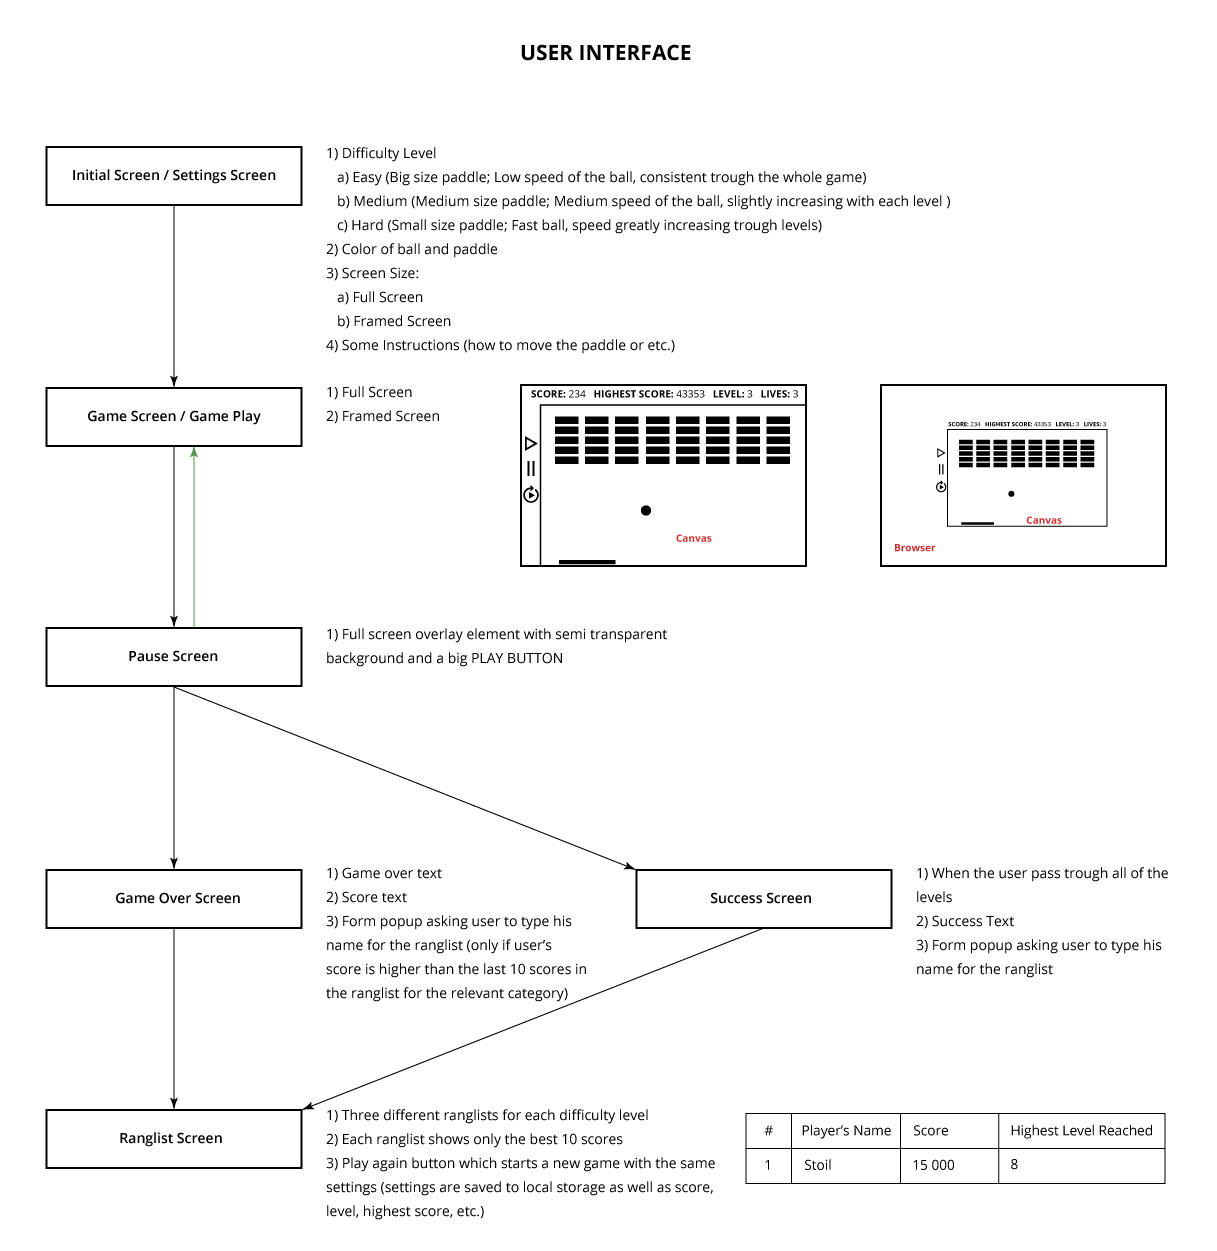 USER INTERFACE
Initial Screen / Settings Screen
1) Difficulty Level
a) Easy (Big size paddle; Low speed of the ball, consistent trough the whole game)
b) Medium (Medium size paddle; Medium speed of the ball, slightly increasing with each level )
c) Hard (Small size paddle; Fast ball, speed greatly increasing trough levels)
2) Color of ball and paddle
3) Screen Size:
a) Full Screen
b) Framed Screen
4) Some Instructions (how to move the paddle or etc.)
Game Screen / Game Play
1) Full Screen
2) Framed Screen
SCORE: 234 HIGHEST SCORE: 43353 LEVEL: 3 LIVES: 3
Canvas
SCORE: 234 HIGHEST SCORE: 43353 LEVEL: 3 LIVES: 3
Canvas
Browser
Pause Screen
1) Full screen overlay element with semi transparent
background and a big PLAY BUTTON
Game Over Screen
1) Game over text
2) Score text
3) Form popup asking user to type his
name for the ranglist (only if user’s
score is higher than the last 10 scores in
the ranglist for the relevant category)
Success Screen
1) When the user pass trough all of the
levels
2) Success Text
3) Form popup asking user to type his
name for the ranglist
Ranglist Screen
1) Three different ranglists for each difficulty level
2) Each ranglist shows only the best 10 scores
3) Play again button which starts a new game with the same
settings (settings are saved to local storage as well as score,
level, highest score, etc.)
# Player’s Name Score Highest Level Reached
1 Stoil 15 000 8